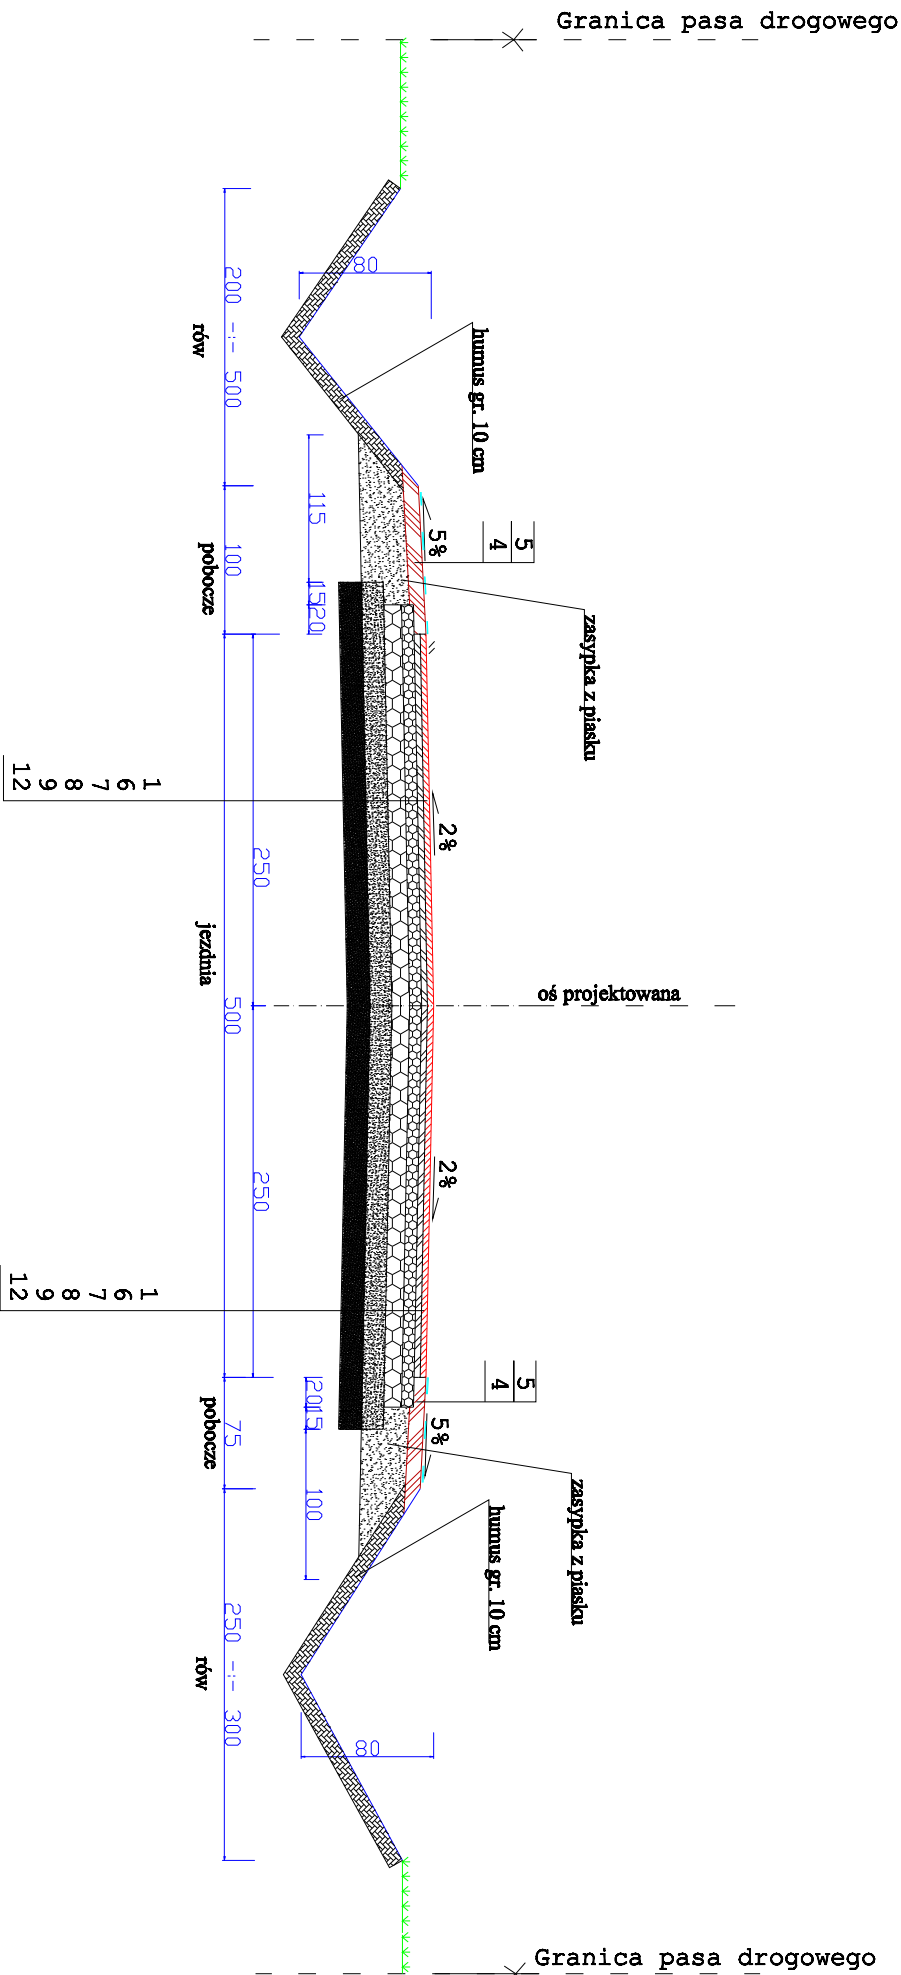 Granica pasa drogowego
80
200 -:- 500
rów
humus gr. 10 cm
115
100
pobocze
15
20
5%
5
4
zasypka z piasku
1
6
7
8
9
12
2%
250
jezdnia
500
oś projektowana
250
2%
1
6
7
8
9
12
5
4
5%
20
15
75
pobocze
100
zasypka z piasku
humus gr. 10 cm
250 -:- 300
rów
80
Granica pasa drogowego